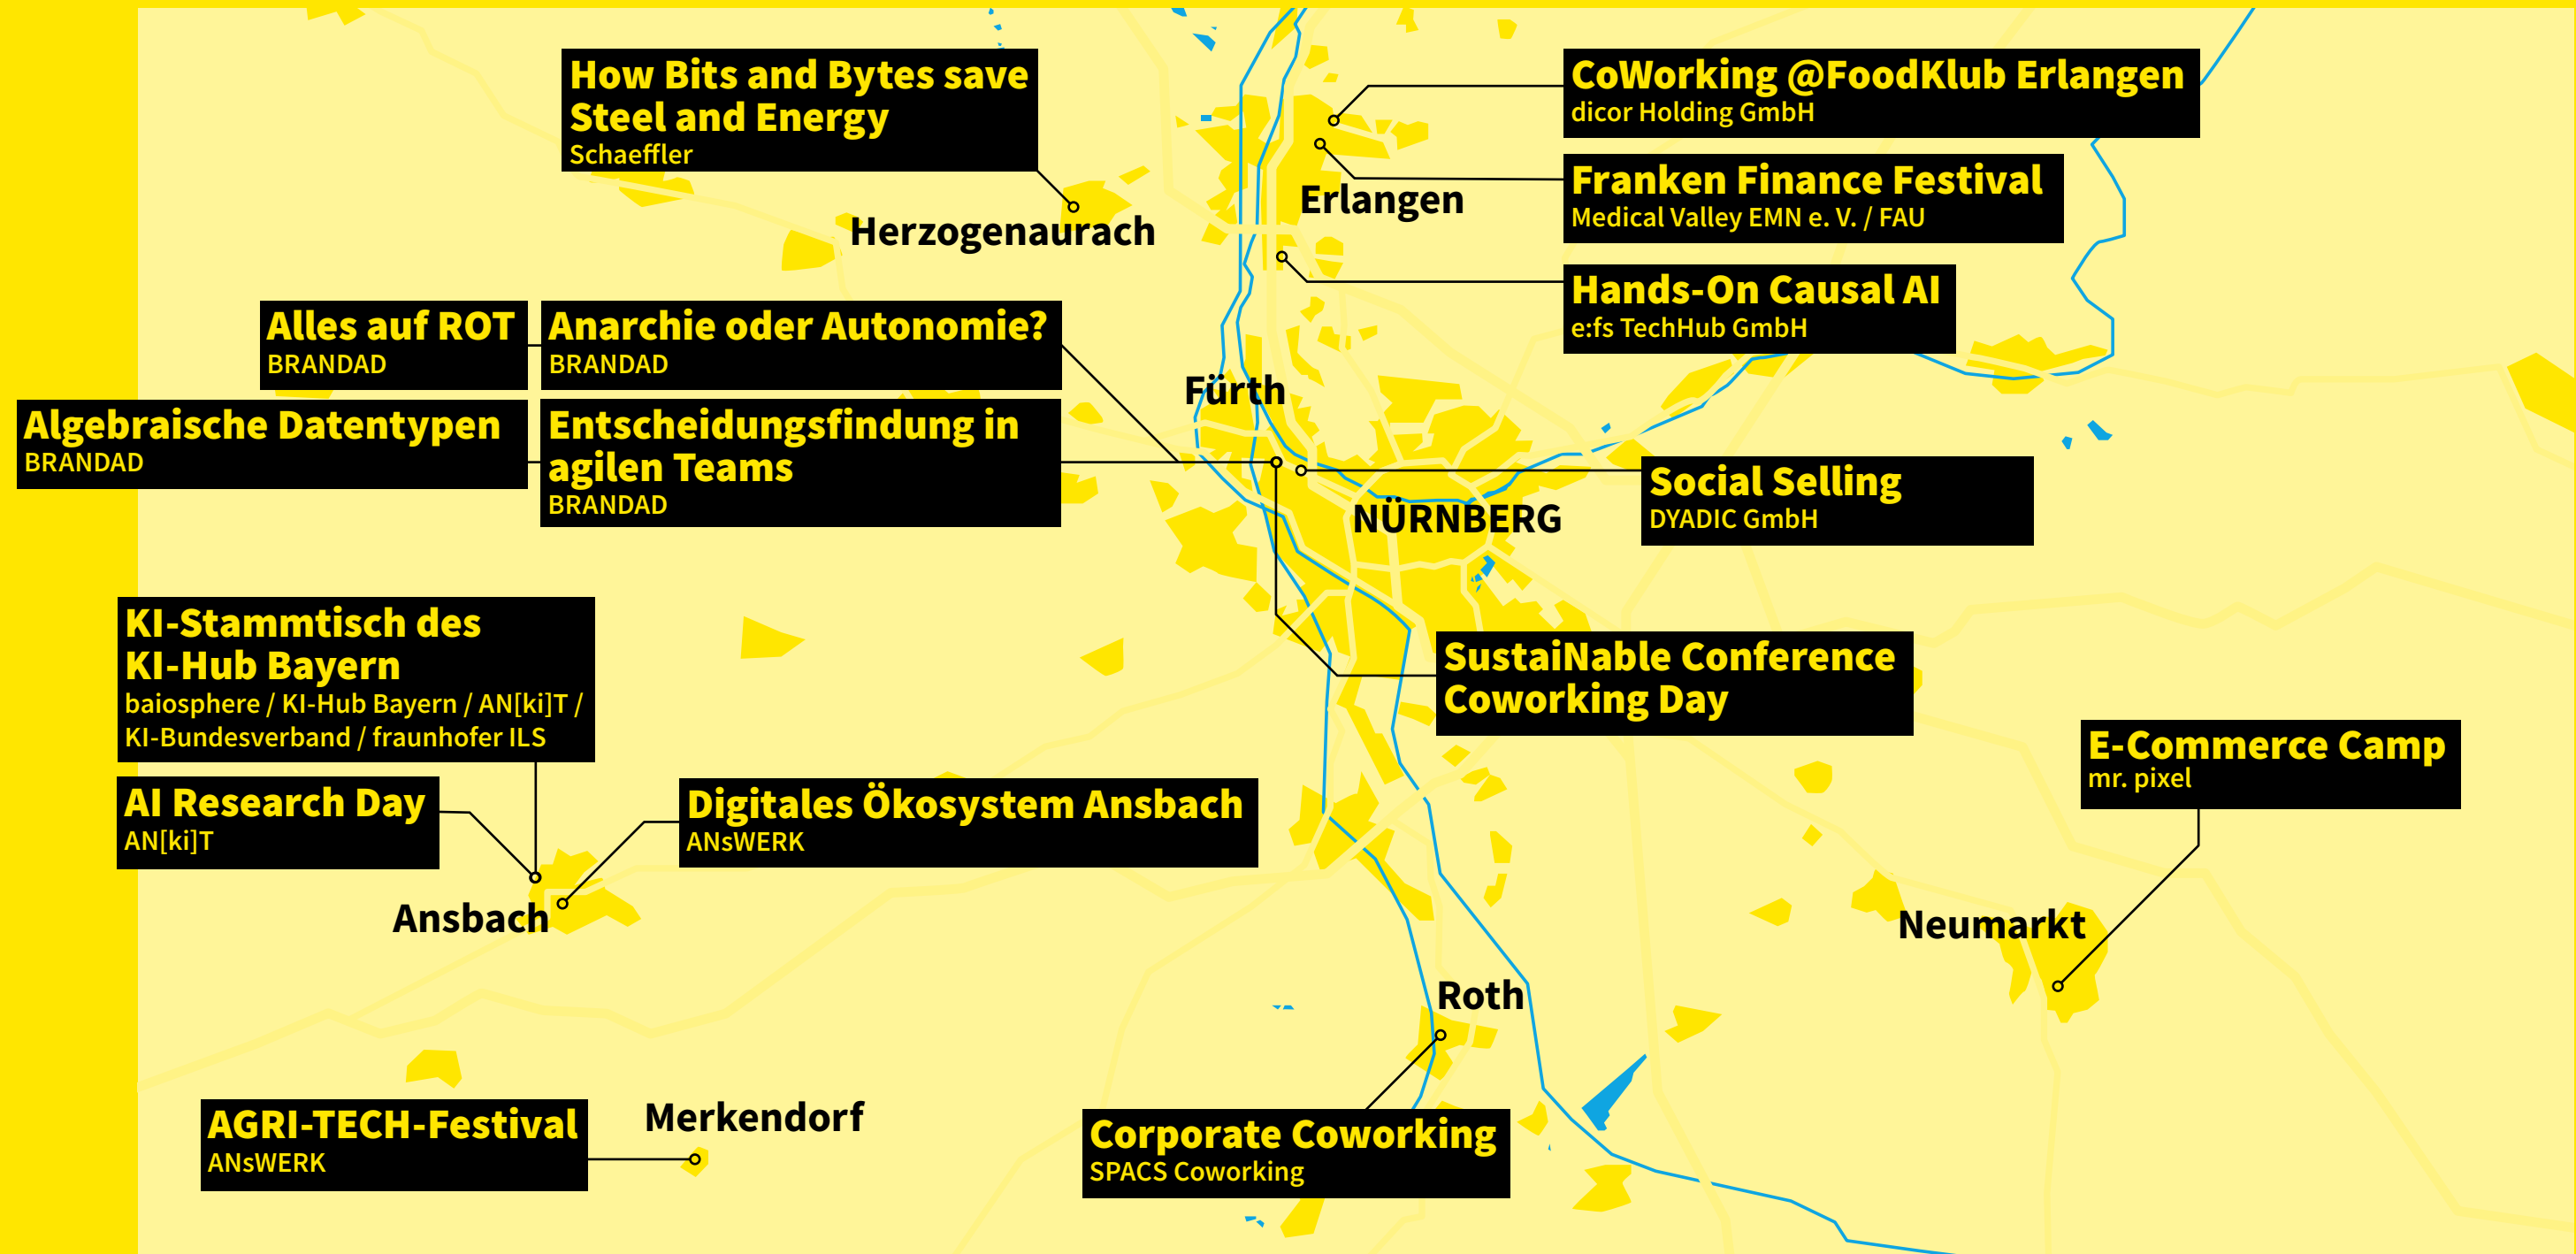 How Bits and Bytes save
Steel and Energy
Schaeffler
CoWorking @FoodKlub Erlangen
dicor Holding GmbH
Franken Finance Festival
Medical Valley EMN e. V. / FAU
Erlangen
Herzogenaurach
Hands-On Causal AI
e:fs TechHub GmbH
Alles auf ROT
BRANDAD
Anarchie oder Autonomie?
BRANDAD
Fürth
Algebraische Datentypen
BRANDAD
Entscheidungsfindung in
agilen Teams
BRANDAD
Social Selling
DYADIC GmbH
NÜRNBERG
KI-Stammtisch des
KI-Hub Bayern
baiosphere / KI-Hub Bayern / AN[ki]T /
KI-Bundesverband / fraunhofer ILS
SustaiNable Conference
Coworking Day
E-Commerce Camp
mr. pixel
AI Research Day
AN[ki]T
Digitales Ökosystem Ansbach
ANsWERK
Ansbach
Neumarkt
Roth
AGRI-TECH-Festival
ANsWERK
Merkendorf
Corporate Coworking
SPACS Coworking